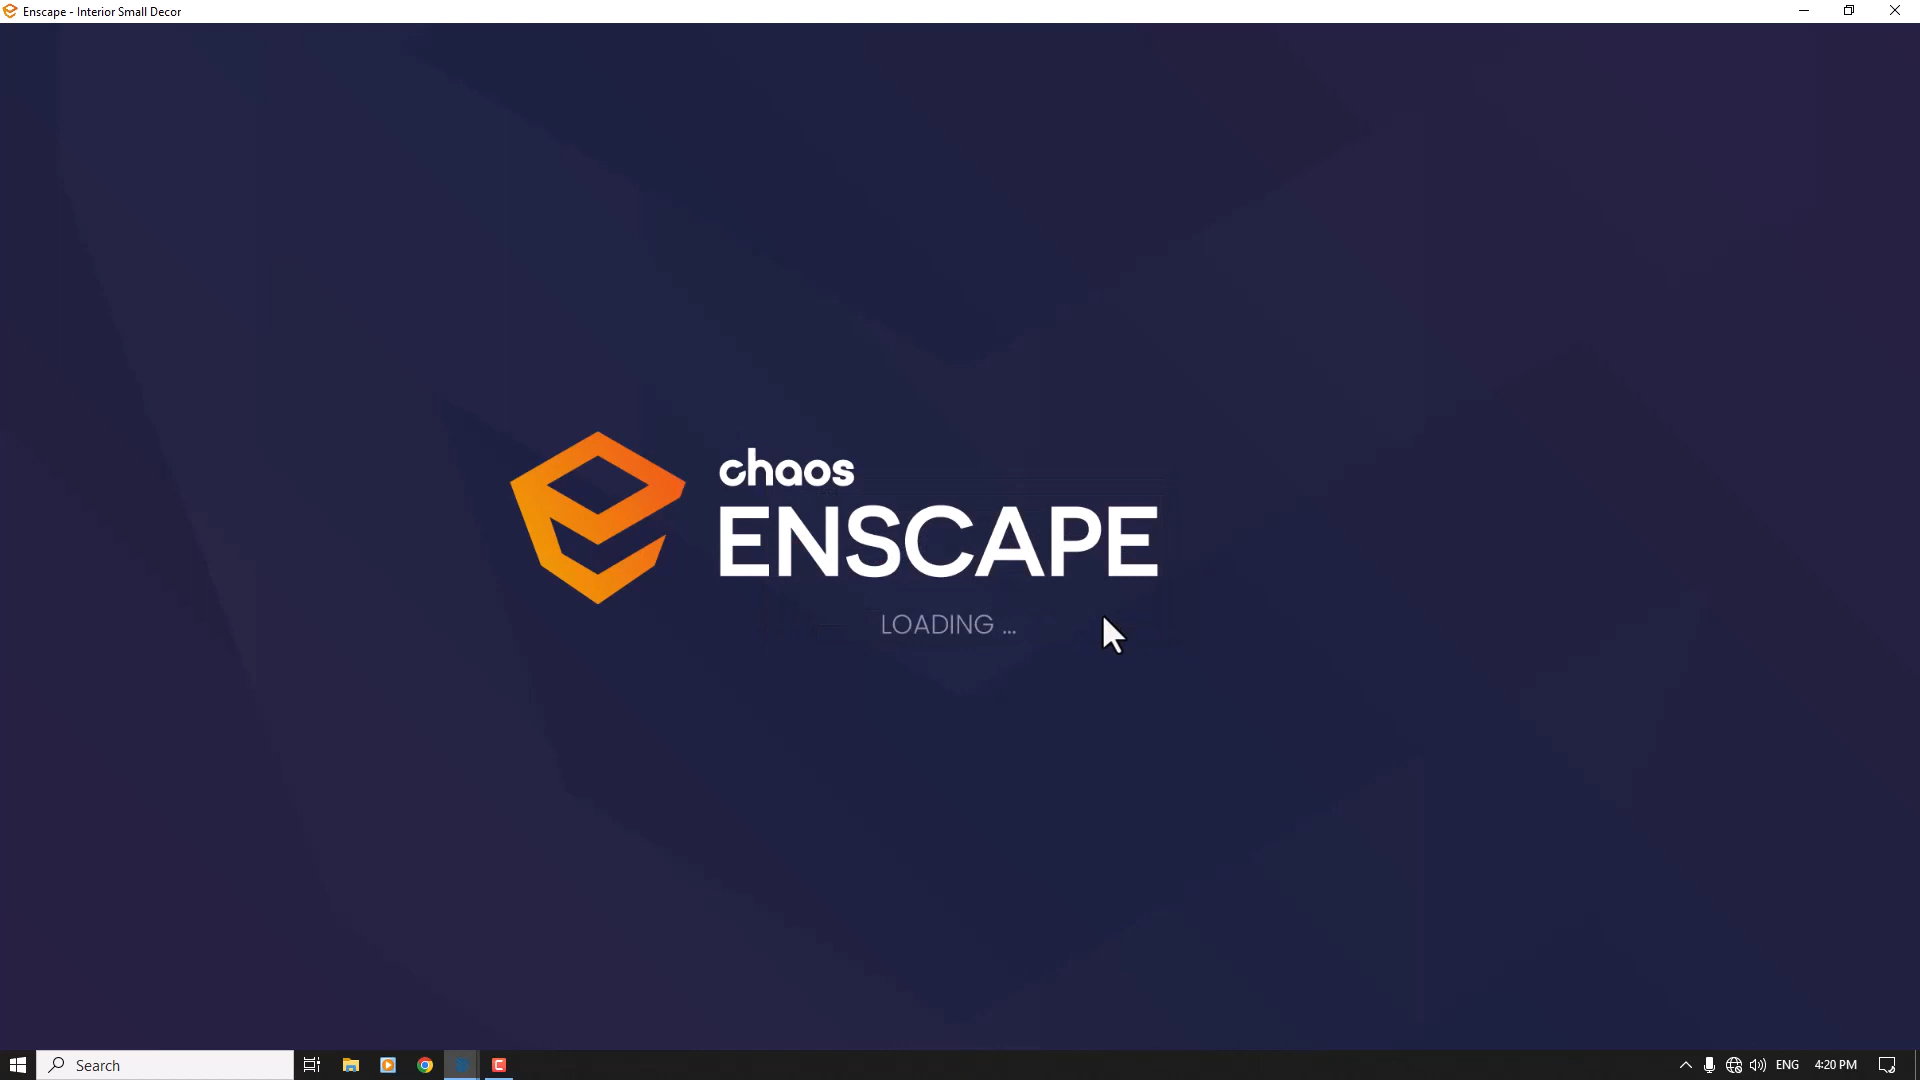 Enscape - Interior Small Decor
chaos
ENSCAPE
LOADING ...
Search
ENG
4:20 PM